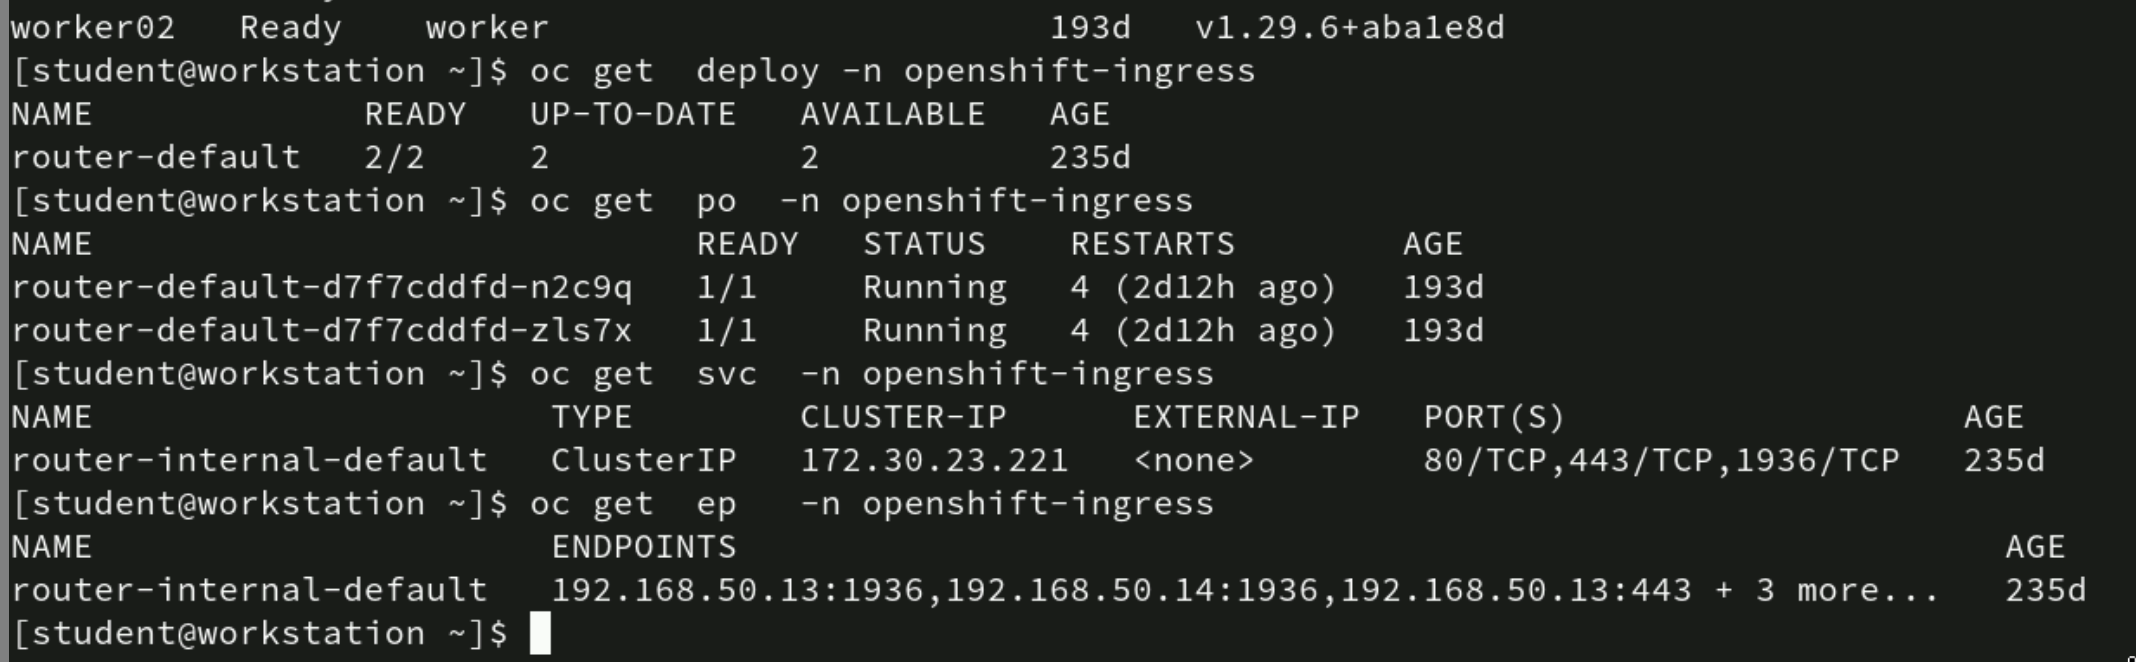 worker02   Ready    worker                        193d   v1.29.6+aba1e8d
[student@workstation ~]$ oc get  deploy -n openshift-ingress
NAME             READY   UP-TO-DATE   AVAILABLE   AGE
router-default   2/2     2            2           235d
[student@workstation ~]$ oc get  po  -n openshift-ingress
NAME                             READY   STATUS    RESTARTS        AGE
router-default-d7f7cddfd-n2c9q   1/1     Running   4 (2d12h ago)   193d
router-default-d7f7cddfd-zls7x   1/1     Running   4 (2d12h ago)   193d
[student@workstation ~]$ oc get  svc  -n openshift-ingress
NAME                      TYPE        CLUSTER-IP      EXTERNAL-IP   PORT(S)                   AGE
router-internal-default   ClusterIP   172.30.23.221   <none>        80/TCP,443/TCP,1936/TCP   235d
[student@workstation ~]$ oc get  ep   -n openshift-ingress
NAME                      ENDPOINTS                                                             AGE
router-internal-default   192.168.50.13:1936,192.168.50.14:1936,192.168.50.13:443 + 3 more...   235d
[student@workstation ~]$